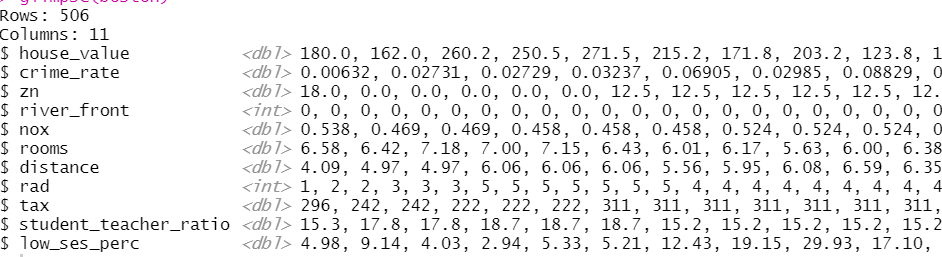 > glimpse(boston)
Rows: 506
Columns: 11
$ house_value <dbl> 180.0, 162.0, 260.2, 250.5, 271.5, 215.2, 171.8, 203.2, 123.8, 1
$ crime_rate <dbl> 0.00632, 0.02731, 0.02729, 0.03237, 0.06905, 0.02985, 0.08829, 0
$ zn <dbl> 18.0, 0.0, 0.0, 0.0, 0.0, 0.0, 12.5, 12.5, 12.5, 12.5, 12.5, 12.
$ river_front <int> 0, 0, 0, 0, 0, 0, 0, 0, 0, 0, 0, 0, 0, 0, 0, 0, 0, 0, 0, 0, 0, 0
$ nox <dbl> 0.538, 0.469, 0.469, 0.458, 0.458, 0.458, 0.524, 0.524, 0.524, 0
$ rooms <dbl> 6.58, 6.42, 7.18, 7.00, 7.15, 6.43, 6.01, 6.17, 5.63, 6.00, 6.38
$ distance <dbl> 4.09, 4.97, 4.97, 6.06, 6.06, 6.06, 5.56, 5.95, 6.08, 6.59, 6.35
$ rad <int> 1, 2, 2, 3, 3, 3, 5, 5, 5, 5, 5, 5, 5, 4, 4, 4, 4, 4, 4, 4, 4, 4
$ tax <dbl> 296, 242, 242, 222, 222, 222, 311, 311, 311, 311, 311, 311, 311,
$ student_teacher_ratio <dbl> 15.3, 17.8, 17.8, 18.7, 18.7, 18.7, 15.2, 15.2, 15.2, 15.2, 15.2
$ low_ses_perc <dbl> 4.98, 9.14, 4.03, 2.94, 5.33, 5.21, 12.43, 19.15, 29.93, 17.10,